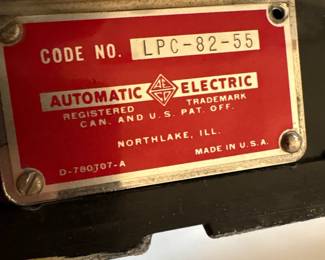 CODE NO. LPC-82-55
AUTOMATIC AE CO ELECTRIC
REGISTERED TRADEMARK
CAN. AND U.S. PAT. OFF.
NORTHLAKE, ILL.
D-780707-A MADE IN U.S.A.